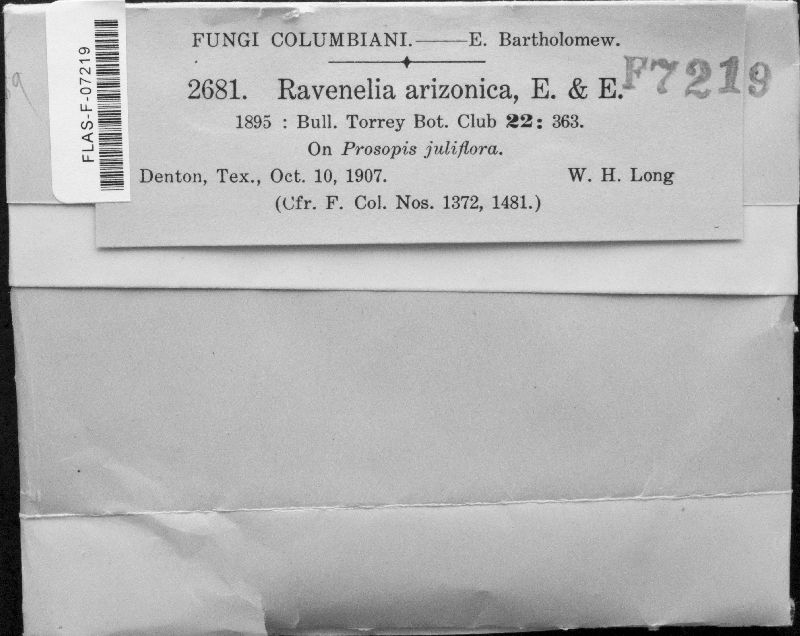 FUNGI COLUMBIANI.——E. Bartholomew.
2681. Ravenelia arizonica, E. & E.
F7219
1895 : Bull. Torrey Bot. Club 22: 363.
On Prosopis juliflora.
Denton, Tex., Oct. 10, 1907. W. H. Long
(Cfr. F. Col. Nos. 1372, 1481.)
FLAS-F-07219